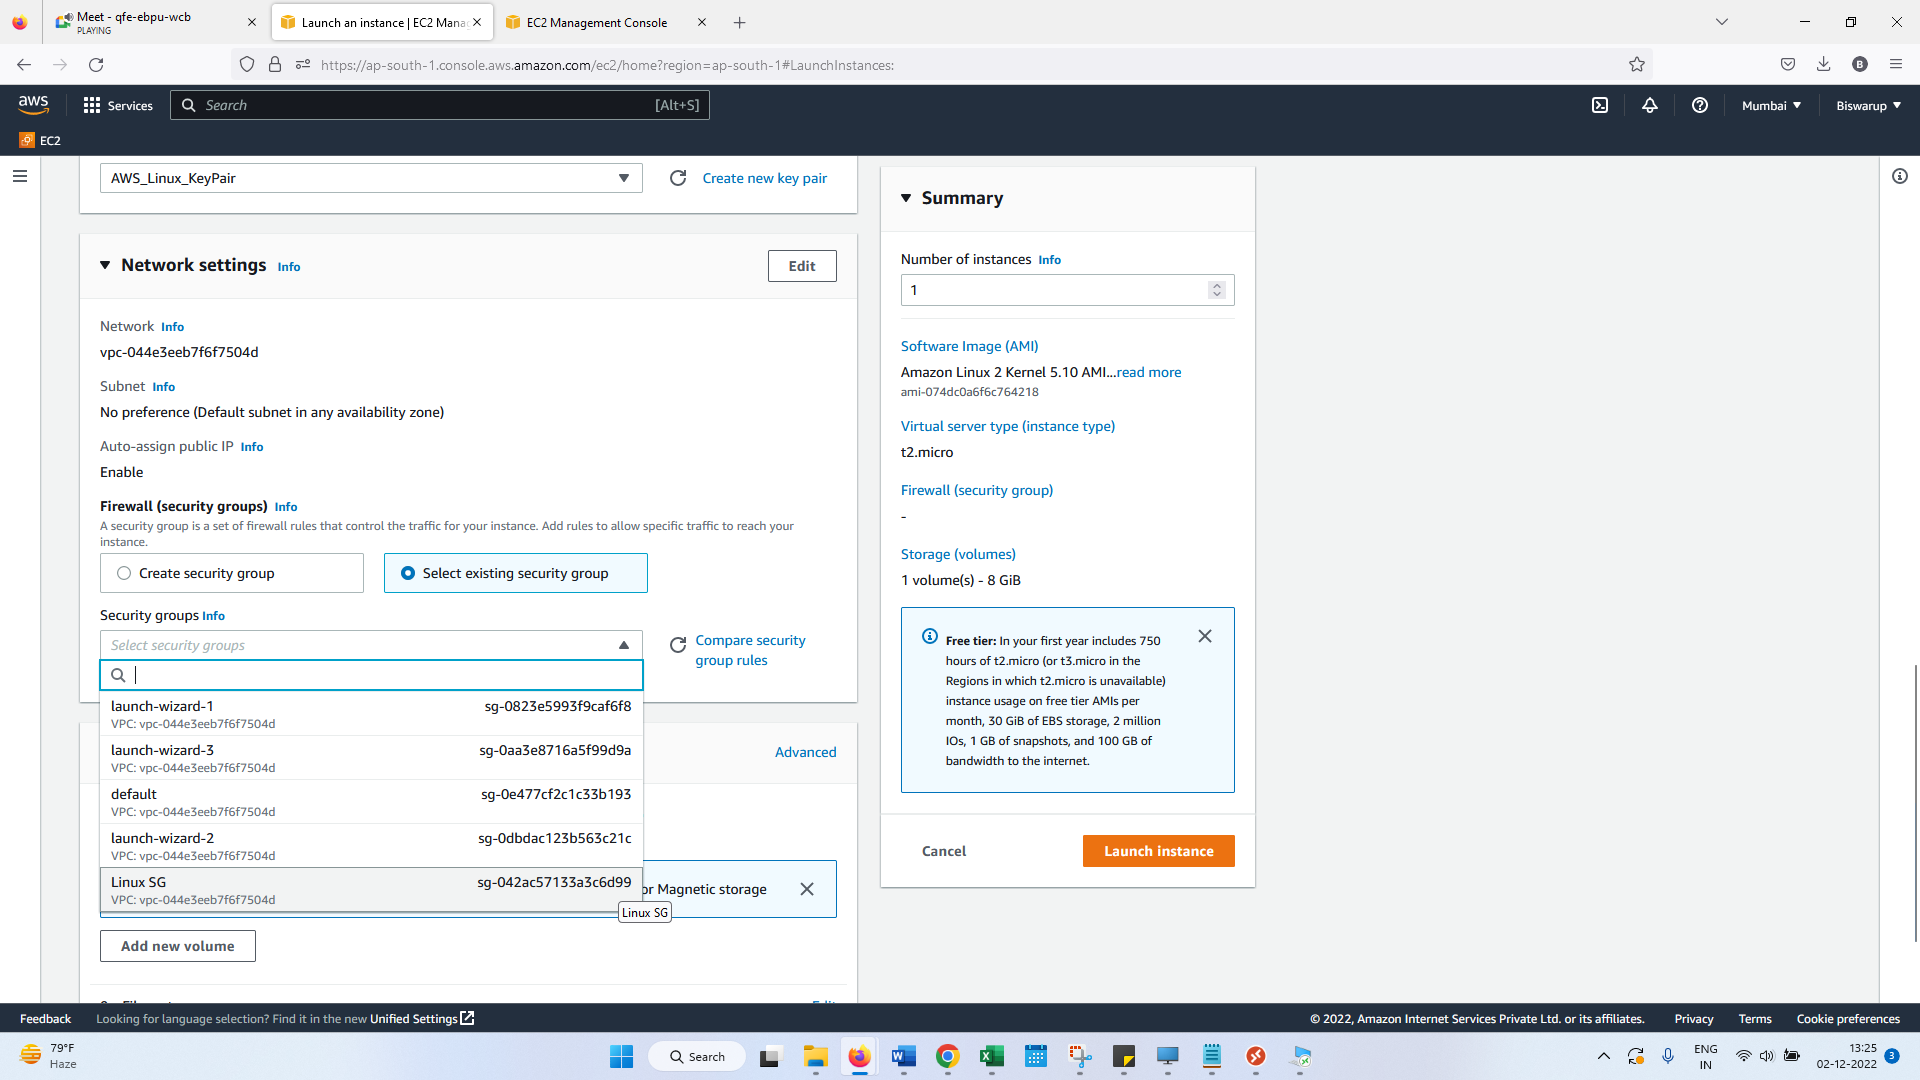 Meet - qfe-ebpu-wcb
PLAYING
Launch an instance | EC2 Mana
EC2 Management Console
https://ap-south-1.console.aws.amazon.com/ec2/home?region=ap-south-1#LaunchInstances:
B
aws
Services
Search
[Alt+S]
Mumbai
Biswarup
EC2
AWS_Linux_KeyPair
Create new key pair
Network settings Info
Edit
Network Info
vpc-044e3eeb7f6f7504d
Subnet Info
No preference (Default subnet in any availability zone)
Auto-assign public IP Info
Enable
Firewall (security groups) Info
A security group is a set of firewall rules that control the traffic for your instance. Add rules to allow specific traffic to reach your
instance.
Create security group
Select existing security group
Security groups Info
Select security groups
Compare security
group rules
launch-wizard-1 sg-0823e5993f9caf6f8
VPC: vpc-044e3eeb7f6f7504d
launch-wizard-3 sg-0aa3e8716a5f99d9a
VPC: vpc-044e3eeb7f6f7504d
default sg-0e477cf2c1c33b193
VPC: vpc-044e3eeb7f6f7504d
launch-wizard-2 sg-0dbdac123b563c21c
VPC: vpc-044e3eeb7f6f7504d
Linux SG sg-042ac57133a3c6d99
VPC: vpc-044e3eeb7f6f7504d
Linux SG
Advanced
or Magnetic storage
Add new volume
Summary
Number of instances Info
1
Software Image (AMI)
Amazon Linux 2 Kernel 5.10 AMI...read more
ami-074dc0a6f6c764218
Virtual server type (instance type)
t2.micro
Firewall (security group)
-
Storage (volumes)
1 volume(s) - 8 GiB
Free tier: In your first year includes 750
hours of t2.micro (or t3.micro in the
Regions in which t2.micro is unavailable)
instance usage on free tier AMIs per
month, 30 GiB of EBS storage, 2 million
IOs, 1 GB of snapshots, and 100 GB of
bandwidth to the internet.
Cancel
Launch instance
Feedback
Looking for language selection? Find it in the new Unified Settings
© 2022, Amazon Internet Services Private Ltd. or its affiliates.
Privacy
Terms
Cookie preferences
79°F
Haze
Search
ENG
IN
13:25
02-12-2022
3